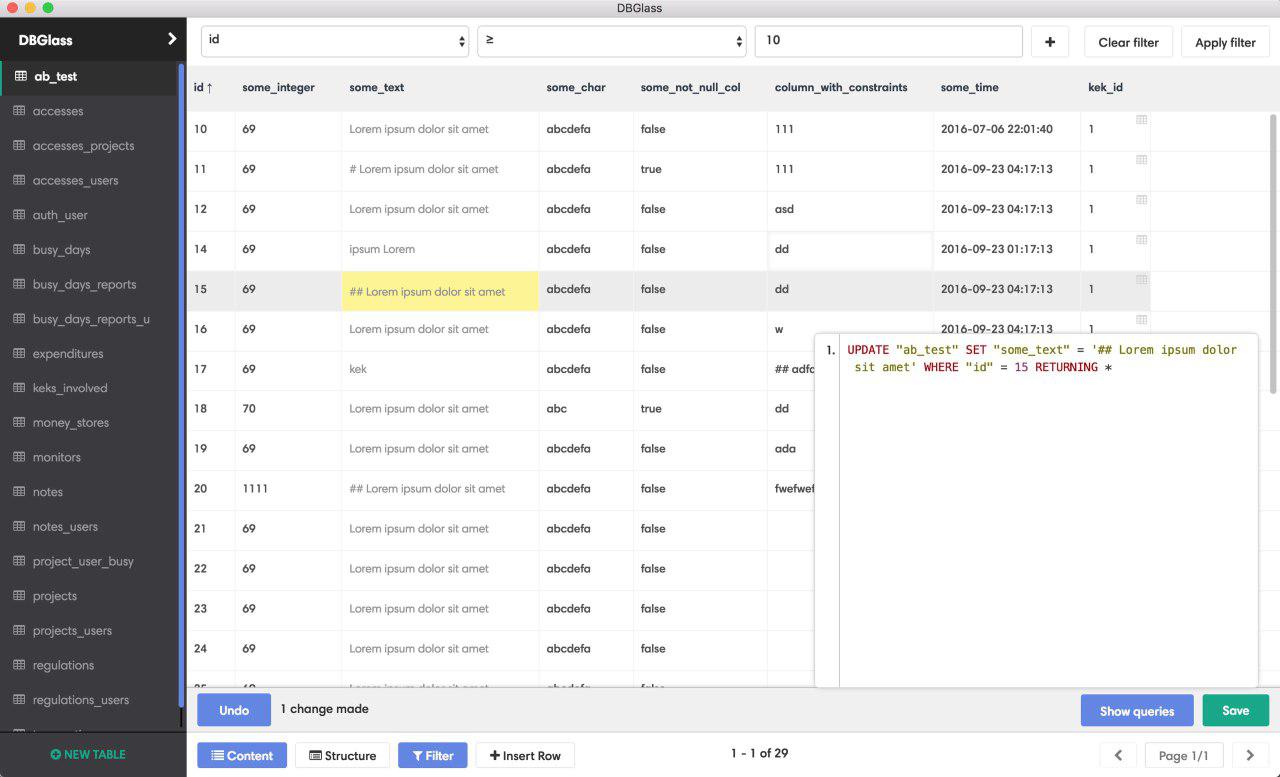 DBGlass
DBGlass
id
≥
10
+
Clear filter
Apply filter
ab_test
accesses
accesses_projects
accesses_users
auth_user
busy_days
busy_days_reports
busy_days_reports_u
expenditures
keks_involved
money_stores
monitors
notes
notes_users
project_user_busy
projects
projects_users
regulations
regulations_users
NEW TABLE
id ↑ some_integer some_text some_char some_not_null_col column_with_constraints some_time kek_id
10 69 Lorem ipsum dolor sit amet abcdefa false 111 2016-07-06 22:01:40 1
11 69 # Lorem ipsum dolor sit amet abcdefa true 111 2016-09-23 04:17:13 1
12 69 Lorem ipsum dolor sit amet abcdefa false asd 2016-09-23 04:17:13 1
14 69 ipsum Lorem abcdefa false dd 2016-09-23 01:17:13 1
15 69 ## Lorem ipsum dolor sit amet abcdefa false dd 2016-09-23 04:17:13 1
16 69 Lorem ipsum dolor sit amet abcdefa false w 2016-09-23 04:17:13 1
17 69 kek abcdefa false ## adfc
18 70 Lorem ipsum dolor sit amet abc true dd
19 69 Lorem ipsum dolor sit amet abcdefa false ada
20 1111 ## Lorem ipsum dolor sit amet abcdefa false fwefwef
21 69 Lorem ipsum dolor sit amet abcdefa false
22 69 Lorem ipsum dolor sit amet abcdefa false
23 69 Lorem ipsum dolor sit amet abcdefa false
24 69 Lorem ipsum dolor sit amet abcdefa false
1. UPDATE "ab_test" SET "some_text" = '## Lorem ipsum dolor
sit amet' WHERE "id" = 15 RETURNING *
Undo
1 change made
Show queries
Save
Content
Structure
Filter
+ Insert Row
1 - 1 of 29
Page 1/1